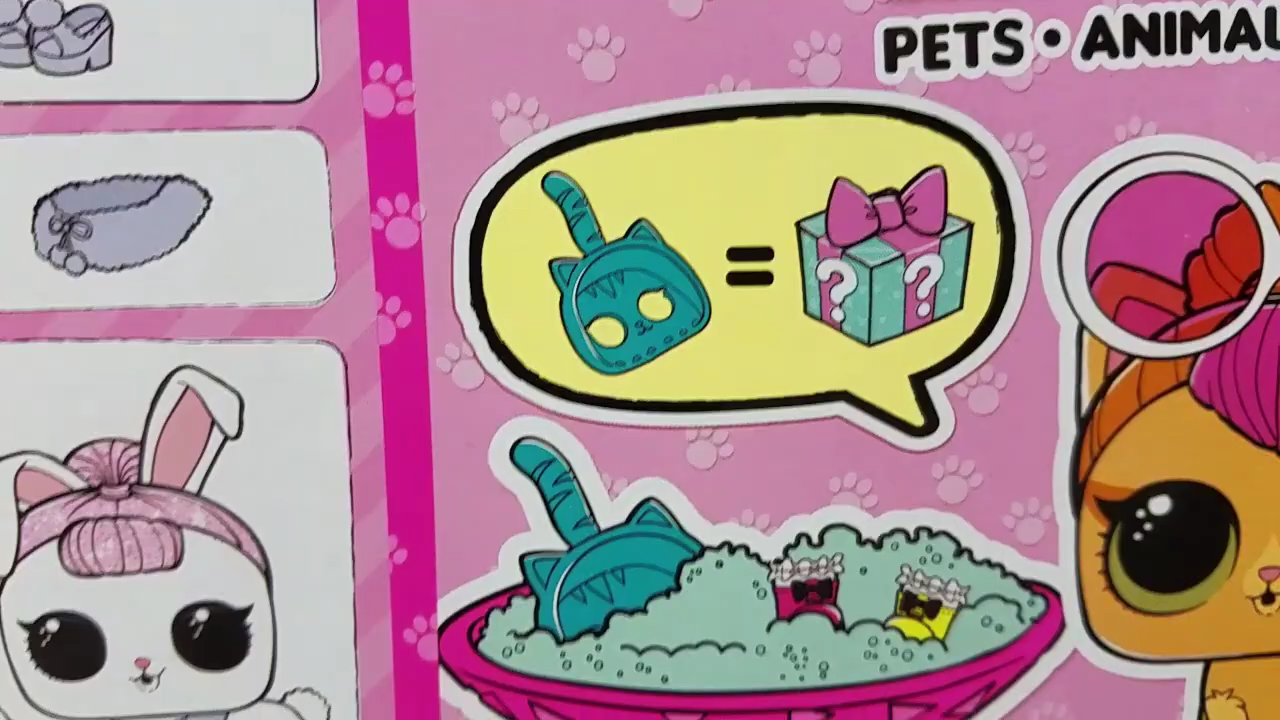 PETS • ANIMAL
=
? ?